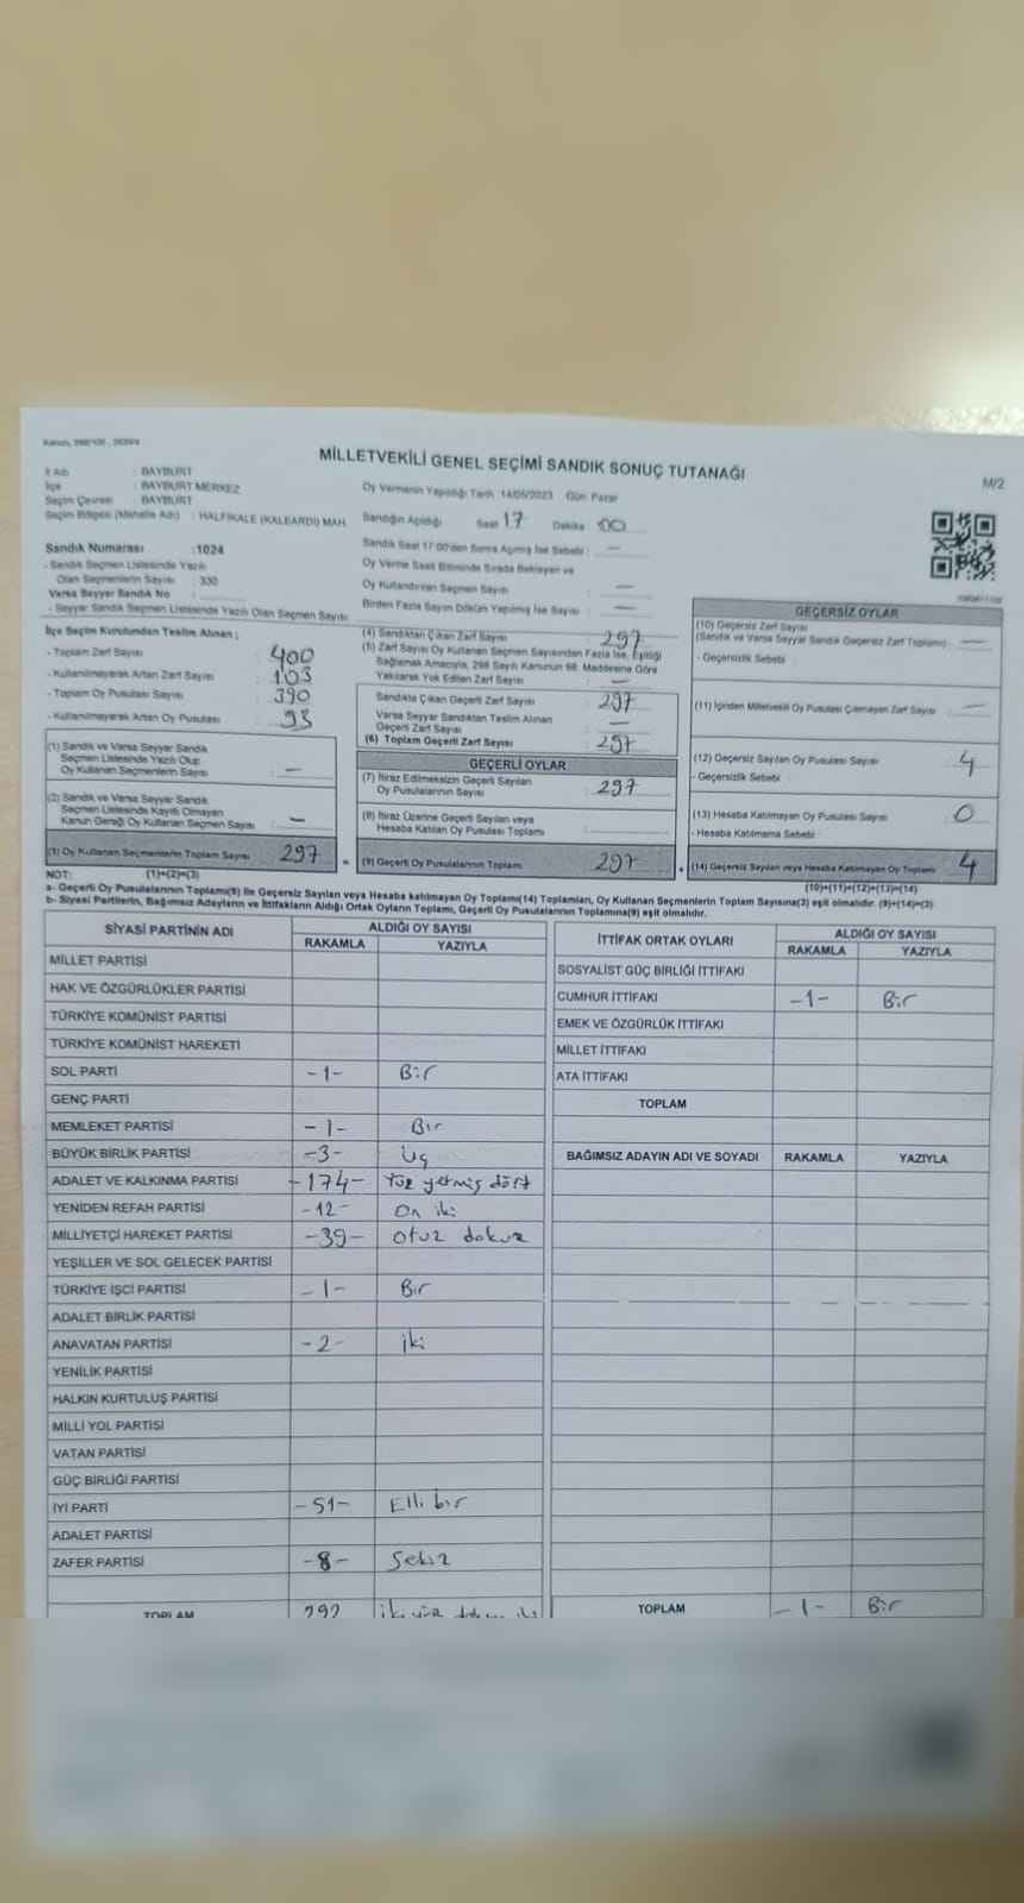 MİLLETVEKİLİ GENEL SEÇİMİ SANDIK SONUÇ TUTANAĞI
M/2
İl Adı : BAYBURT
İlçe : BAYBURT MERKEZ
Seçim Çevresi : BAYBURT
Seçim Bölgesi (Mahalle Adı) : HALFIKALE (KALEARDI) MAH.
Sandık Numarası :1024
- Sandık Seçmen Listesinde Yazılı
Olan Seçmenlerin Sayısı : 330
Varsa Seyyar Sandık No :
- Seyyar Sandık Seçmen Listesinde Yazılı Olan Seçmen Sayısı
Oy Vermenin Yapıldığı Tarih :14/05/2023 Gün: Pazar
Sandığın Açıldığı Saat 17 Dakika 00
Sandık Saat 17:00'den Sonra Açılmış İse Sebebi : —
Oy Verme Saati Bitiminde Sırada Bekleyen ve
Oy Kullandırılan Seçmen Sayısı : —
Birden Fazla Sayım Döküm Yapılmış İse Sayısı : —
İlçe Seçim Kurulundan Teslim Alınan ;
- Toplam Zarf Sayısı : 400
- Kullanılmayarak Artan Zarf Sayısı : 103
- Toplam Oy Pusulası Sayısı : 390
- Kullanılmayarak Artan Oy Pusulası : 93
(1) Sandık ve Varsa Seyyar Sandık
Seçmen Listesinde Yazılı Olup
Oy Kullanan Seçmenlerin Sayısı : —
(2) Sandık ve Varsa Seyyar Sandık
Seçmen Listesinde Kayıtlı Olmayan
Kanun Gereği Oy Kullanan Seçmen Sayısı : —
(3) Oy Kullanan Seçmenlerin Toplam Sayısı 297
NOT: (1)+(2)=(3)
(4) Sandıktan Çıkan Zarf Sayısı : 297
(5) Zarf Sayısı Oy Kullanan Seçmen Sayısından Fazla İse, Eşitliği
Sağlamak Amacıyla, 298 Sayılı Kanunun 98. Maddesine Göre
Yakılarak Yok Edilen Zarf Sayısı : —
Sandıkta Çıkan Geçerli Zarf Sayısı : 297
Varsa Seyyar Sandıktan Teslim Alınan
Geçerli Zarf Sayısı : —
(6) Toplam Geçerli Zarf Sayısı : 297
GEÇERLİ OYLAR
(7) İtiraz Edilmeksizin Geçerli Sayılan
Oy Pusulalarının Sayısı : 297
(8) İtiraz Üzerine Geçerli Sayılan veya
Hesaba Katılan Oy Pusulası Toplamı :
= (9) Geçerli Oy Pusulalarının Toplamı 297
GEÇERSİZ OYLAR
(10) Geçersiz Zarf Sayısı
(Sandık ve Varsa Seyyar Sandık Geçersiz Zarf Toplamı) —
- Geçersizlik Sebebi :
(11) İçinden Milletvekili Oy Pusulası Çıkmayan Zarf Sayısı —
(12) Geçersiz Sayılan Oy Pusulası Sayısı 4
- Geçersizlik Sebebi :
(13) Hesaba Katılmayan Oy Pusulası Sayısı 0
- Hesaba Katılmama Sebebi :
+ (14) Geçersiz Sayılan veya Hesaba Katılmayan Oy Toplamı 4
(10)+(11)+(12)+(13)=(14)
a- Geçerli Oy Pusulalarının Toplamı(9) ile Geçersiz Sayılan veya Hesaba katılmayan Oy Toplamı(14) Toplamları, Oy Kullanan Seçmenlerin Toplam Sayısına(3) eşit olmalıdır. (9)+(14)=(3)
b- Siyasi Partilerin, Bağımsız Adayların ve İttifakların Aldığı Ortak Oyların Toplamı, Geçerli Oy Pusulalarının Toplamına(9) eşit olmalıdır.
SİYASİ PARTİNİN ADI
ALDIĞI OY SAYISI
RAKAMLA YAZIYLA
MİLLET PARTİSİ
HAK VE ÖZGÜRLÜKLER PARTİSİ
TÜRKİYE KOMÜNİST PARTİSİ
TÜRKİYE KOMÜNİST HAREKETİ
SOL PARTİ -1- Bir
GENÇ PARTİ
MEMLEKET PARTİSİ -1- Bir
BÜYÜK BİRLİK PARTİSİ -3- Üç
ADALET VE KALKINMA PARTİSİ -174- Yüz yetmiş dört
YENİDEN REFAH PARTİSİ -12- On iki
MİLLİYETÇİ HAREKET PARTİSİ -39- otuz dokuz
YEŞİLLER VE SOL GELECEK PARTİSİ
TÜRKİYE İŞÇİ PARTİSİ -1- Bir
ADALET BİRLİK PARTİSİ
ANAVATAN PARTİSİ -2- iki
YENİLİK PARTİSİ
HALKIN KURTULUŞ PARTİSİ
MİLLİ YOL PARTİSİ
VATAN PARTİSİ
GÜÇ BİRLİĞİ PARTİSİ
İYİ PARTİ -51- Elli bir
ADALET PARTİSİ
ZAFER PARTİSİ -8- Sekiz
TOPLAM 292
İTTİFAK ORTAK OYLARI
ALDIĞI OY SAYISI
RAKAMLA YAZIYLA
SOSYALİST GÜÇ BİRLİĞİ İTTİFAKI
CUMHUR İTTİFAKI -1- Bir
EMEK VE ÖZGÜRLÜK İTTİFAKI
MİLLET İTTİFAKI
ATA İTTİFAKI
TOPLAM
BAĞIMSIZ ADAYIN ADI VE SOYADI RAKAMLA YAZIYLA
TOPLAM -1- Bir